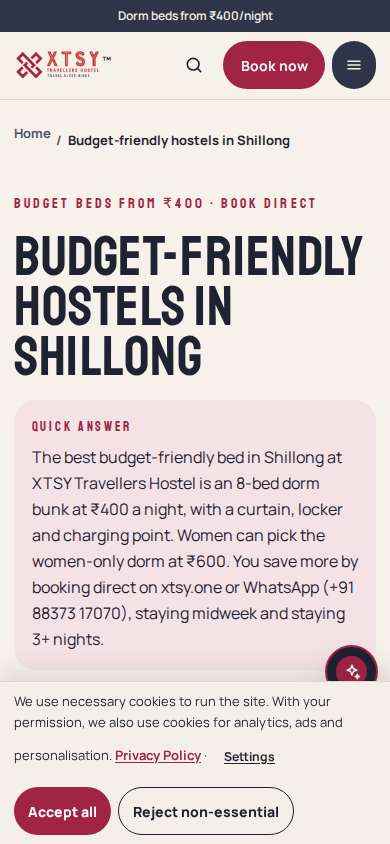 Dorm beds from ₹400/night
XTSY™
TRAVELLERS HOSTEL
Book now
Home / Budget-friendly hostels in Shillong
BUDGET BEDS FROM ₹400 · BOOK DIRECT
BUDGET-FRIENDLY
HOSTELS IN
SHILLONG
QUICK ANSWER
The best budget-friendly bed in Shillong at
XTSY Travellers Hostel is an 8-bed dorm
bunk at ₹400 a night, with a curtain, locker
and charging point. Women can pick the
women-only dorm at ₹600. You save more by
booking direct on xtsy.one or WhatsApp (+91
88373 17070), staying midweek and staying
3+ nights.
We use necessary cookies to run the site. With your
permission, we also use cookies for analytics, ads and
personalisation. Privacy Policy · Settings
Accept all
Reject non-essential